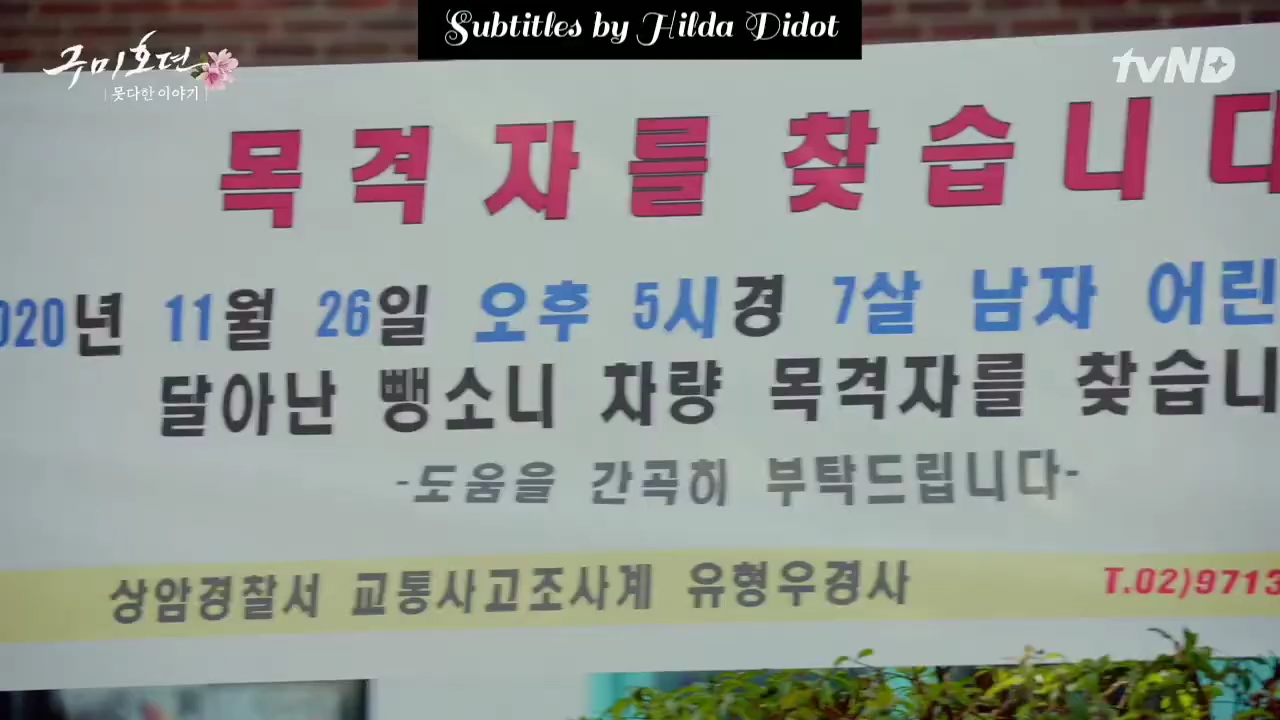 Subtitles by Hilda Didot
구미호뎐
못다한 이야기
tvND
목격자를 찾습니다
020년 11월 26일 오후 5시경 7살 남자 어린
달아난 뺑소니 차량 목격자를 찾습니
-도움을 간곡히 부탁드립니다-
상암경찰서 교통사고조사계 유형우경사
T.02)9713